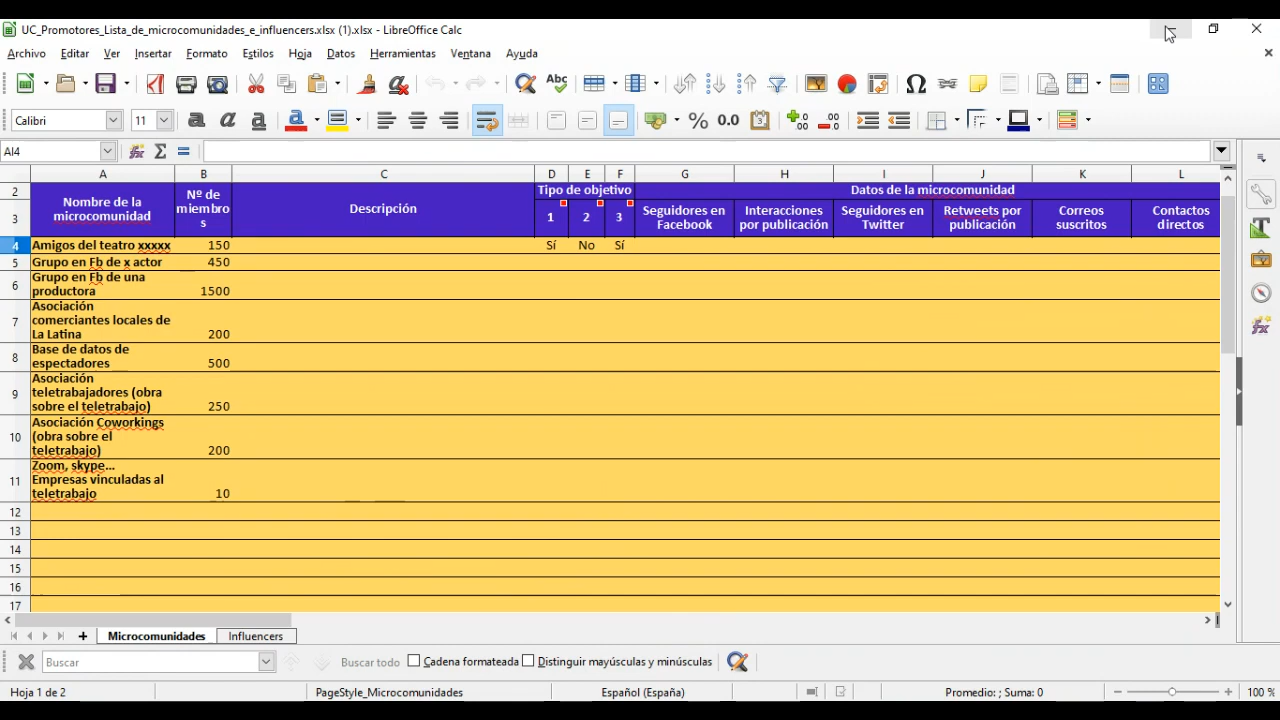 UC_Promotores_Lista_de_microcomunidades_e_influencers.xlsx (1).xlsx - LibreOffice Calc
Archivo Editar Ver Insertar Formato Estilos Hoja Datos Herramientas Ventana Ayuda
Calibri 11
AI4
A B C D E F G H I J K L
2
Nombre de la
microcomunidad
Nº de
miembro
s
Descripción
Tipo de objetivo
Datos de la microcomunidad
3
1 2 3
Seguidores en
Facebook
Interacciones
por publicación
Seguidores en
Twitter
Retweets por
publicación
Correos
suscritos
Contactos
directos
4 Amigos del teatro xxxxx 150 Sí No Sí
5 Grupo en Fb de x actor 450
6 Grupo en Fb de una
productora 1500
7 Asociación
comerciantes locales de
La Latina 200
8 Base de datos de
espectadores 500
9 Asociación
teletrabajadores (obra
sobre el teletrabajo) 250
10 Asociación Coworkings
(obra sobre el
teletrabajo) 200
11 Zoom, skype...
Empresas vinculadas al
teletrabajo 10
12
13
14
15
16
17
Microcomunidades Influencers
Buscar Buscar todo Cadena formateada Distinguir mayúsculas y minúsculas
Hoja 1 de 2 PageStyle_Microcomunidades Español (España) Promedio: ; Suma: 0 100 %